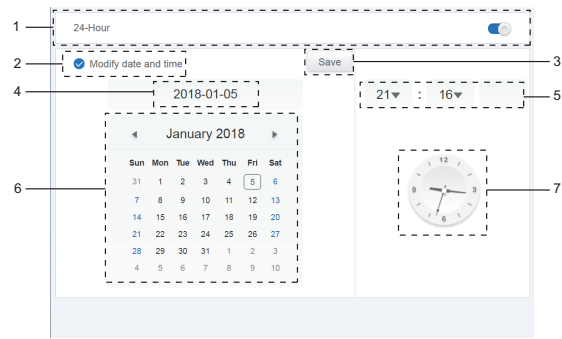 1
24-Hour
2
Modify date and time
Save
3
4
2018-01-05
21 : 16
5
January 2018
Sun Mon Tue Wed Thu Fri Sat
31 1 2 3 4 5 6
7 8 9 10 11 12 13
14 15 16 17 18 19 20
21 22 23 24 25 26 27
28 29 30 31 1 2 3
4 5 6 7 8 9 10
6
12
9 3
6
7